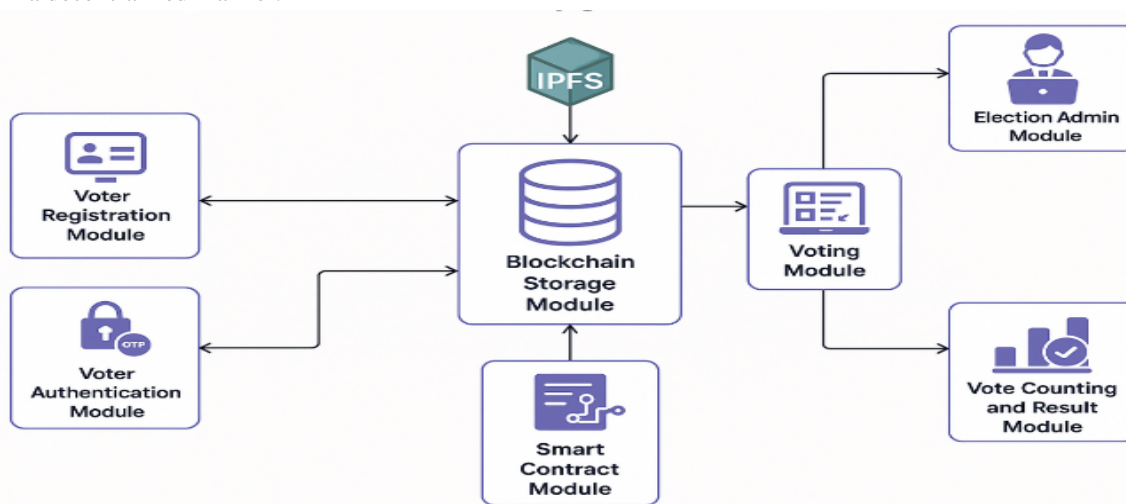 IPFS
Election Admin
Module
Voter
Registration
Module
Blockchain
Storage
Module
Voting
Module
OTP
Voter
Authentication
Module
Smart
Contract
Module
Vote Counting
and Result
Module